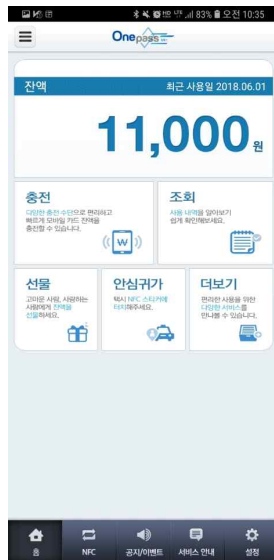 83% 오전 10:35
Onepass
잔액
최근 사용일 2018.06.01
11,000원
충전
다양한 충전 수단으로 편리하고
빠르게 모바일 카드 잔액을
충전할 수 있습니다.
조회
사용 내역을 알아보기
쉽게 확인해보세요.
선물
고마운 사람, 사랑하는
사람에게 잔액을
선물하세요.
안심귀가
택시 NFC 스티커에
터치해주세요.
더보기
편리한 사용을 위한
다양한 서비스를
만나볼 수 있습니다.
홈
NFC
공지/이벤트
서비스 안내
설정